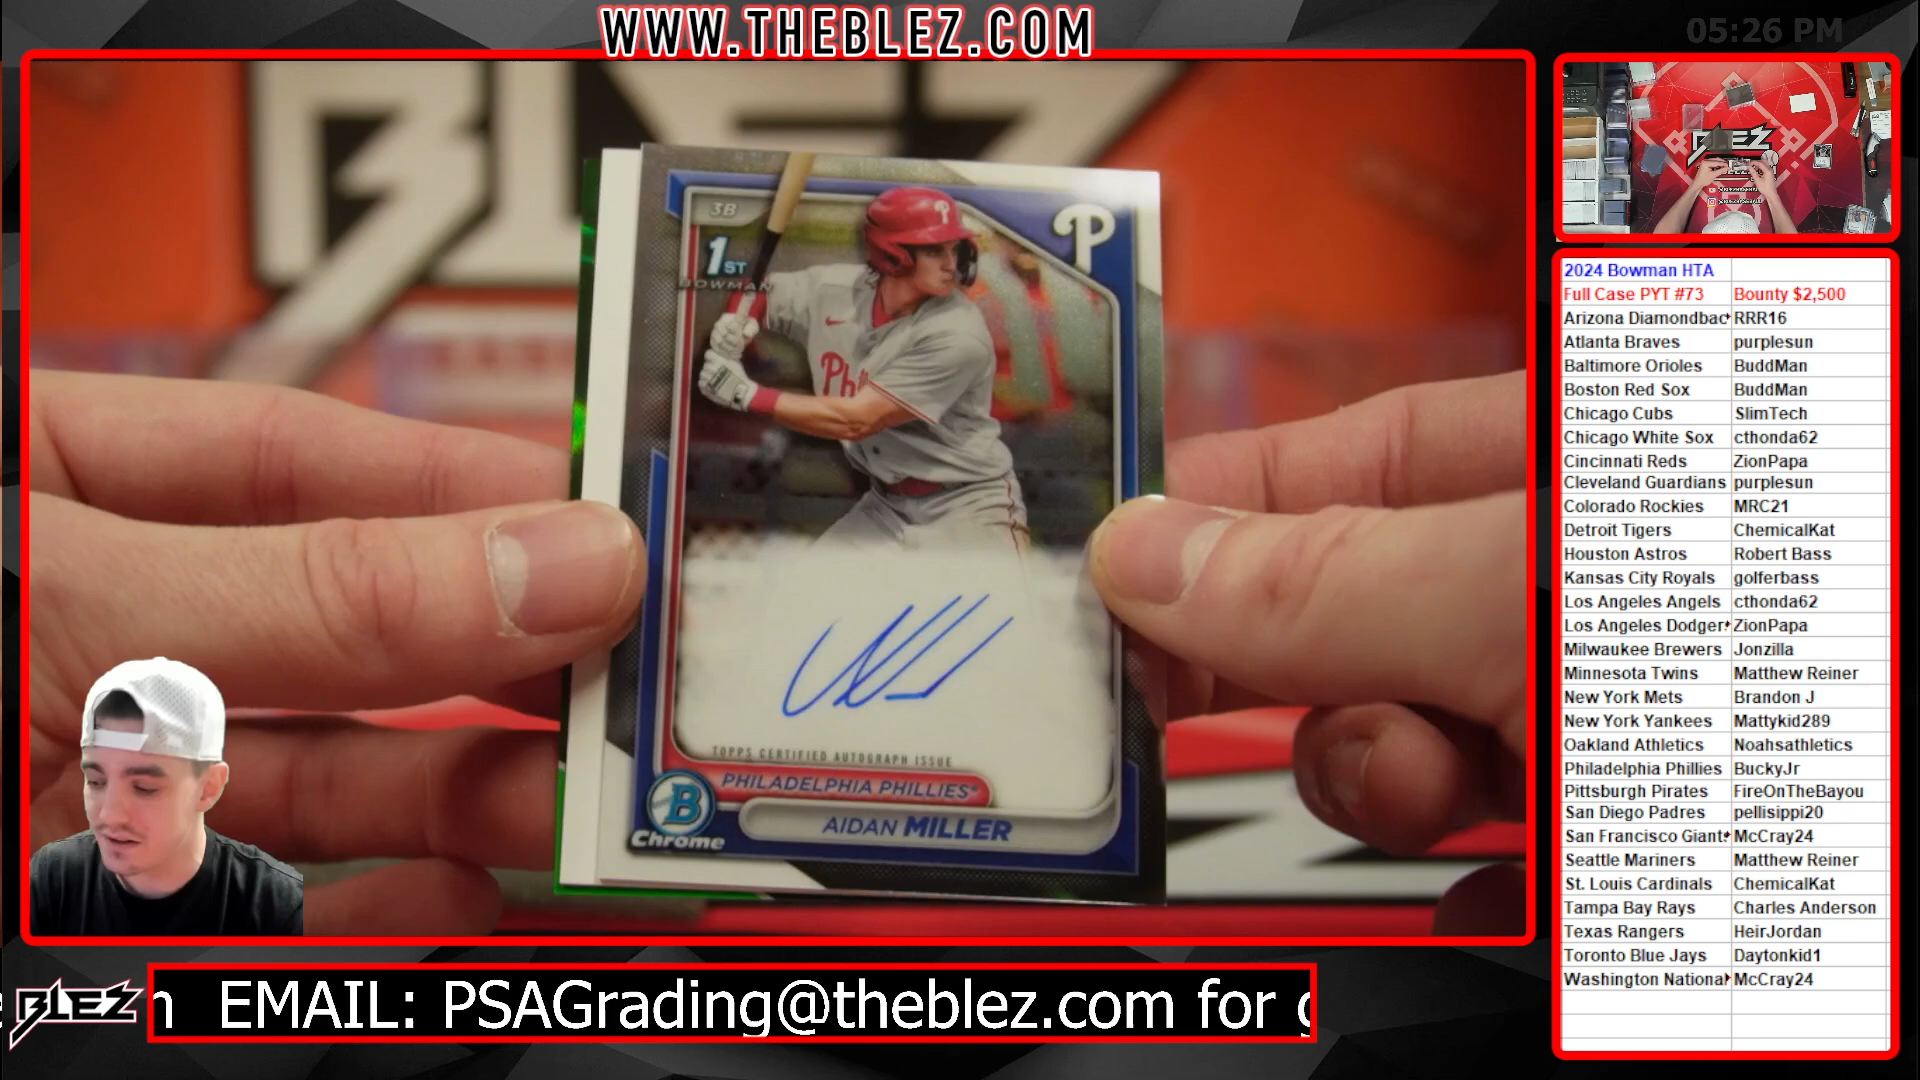 WWW.THEBLEZ.COM
05:26 PM
BLEZ
3B
1ST
BOWMAN
P
Ph
TOPPS CERTIFIED AUTOGRAPH ISSUE
PHILADELPHIA PHILLIES
AIDAN MILLER
B
Chrome
BLEZ
2024 Bowman HTA
Full Case PYT #73 Bounty $2,500
Arizona Diamondbac RRR16
Atlanta Braves purplesun
Baltimore Orioles BuddMan
Boston Red Sox BuddMan
Chicago Cubs SlimTech
Chicago White Sox cthonda62
Cincinnati Reds ZionPapa
Cleveland Guardians purplesun
Colorado Rockies MRC21
Detroit Tigers ChemicalKat
Houston Astros Robert Bass
Kansas City Royals golferbass
Los Angeles Angels cthonda62
Los Angeles Dodger ZionPapa
Milwaukee Brewers Jonzilla
Minnesota Twins Matthew Reiner
New York Mets Brandon J
New York Yankees Mattykid289
Oakland Athletics Noahsathletics
Philadelphia Phillies BuckyJr
Pittsburgh Pirates FireOnTheBayou
San Diego Padres pellisippi20
San Francisco Giant McCray24
Seattle Mariners Matthew Reiner
St. Louis Cardinals ChemicalKat
Tampa Bay Rays Charles Anderson
Texas Rangers HeirJordan
Toronto Blue Jays Daytonkid1
Washington National McCray24
BLEZ
EMAIL: PSAGrading@theblez.com for